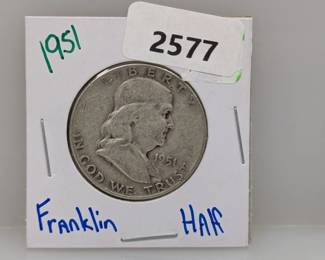 1951
2577
LIBERTY
IN GOD WE TRUST
1951
Franklin Half